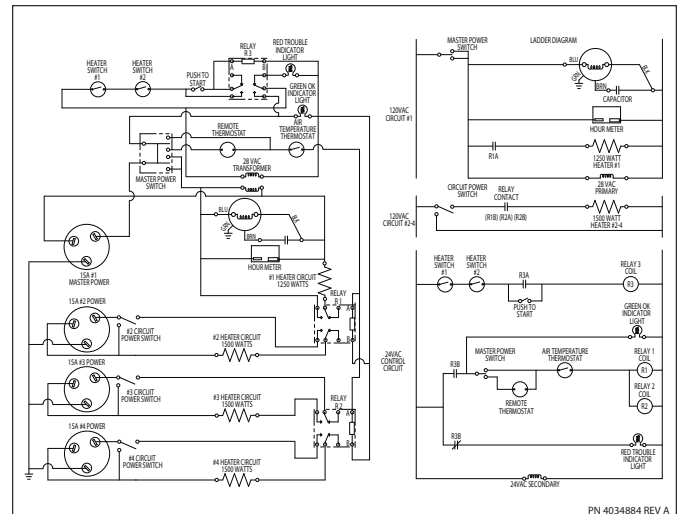 RELAY
R 3
RED TROUBLE
INDICATOR
LIGHT
HEATER
SWITCH
#1
HEATER
SWITCH
#2
PUSH TO
START
A
B
GREEN OK
INDICATOR
LIGHT
REMOTE
THERMOSTAT
AIR
TEMPERATURE
THERMOSTAT
28 VAC
TRANSFORMER
MASTER POWER
SWITCH
BLU
GRN
BRN
BLK
HOUR METER
15A #1
MASTER POWER
#1 HEATER CIRCUIT
1250 WATTS
RELAY
R 1
A
B
15A #2 POWER
#2 CIRCUIT
POWER SWITCH
#2 HEATER CIRCUIT
1500 WATTS
24VAC
CONTROL
CIRCUIT
15A #3 POWER
#3 CIRCUIT
POWER SWITCH
#3 HEATER CIRCUIT
1500 WATTS
RELAY
R 2
A
B
15A #4 POWER
#4 CIRCUIT
POWER SWITCH
#4 HEATER CIRCUIT
1500 WATTS
MASTER POWER
SWITCH
LADDER DIAGRAM
BLU
GRN
BRN
BLK
CAPACITOR
120VAC
CIRCUIT #1
HOUR METER
R1A
1250 WATT
HEATER #1
28 VAC
PRIMARY
CIRCUIT POWER
SWITCH
RELAY
CONTACT
120VAC
CIRCUIT #2-4
(R1B) (R2A) (R2B)
1500 WATT
HEATER #2-4
HEATER
SWITCH
#1
HEATER
SWITCH
#2
R3A
PUSH TO
START
RELAY 3
COIL
R3
GREEN OK
INDICATOR
LIGHT
R3B
MASTER POWER
SWITCH
AIR TEMPERATURE
THERMOSTAT
RELAY 1
COIL
R1
REMOTE
THERMOSTAT
RELAY 2
COIL
R2
R3B
RED TROUBLE
INDICATOR
LIGHT
24VAC SECONDARY
PN 4034884 REV A